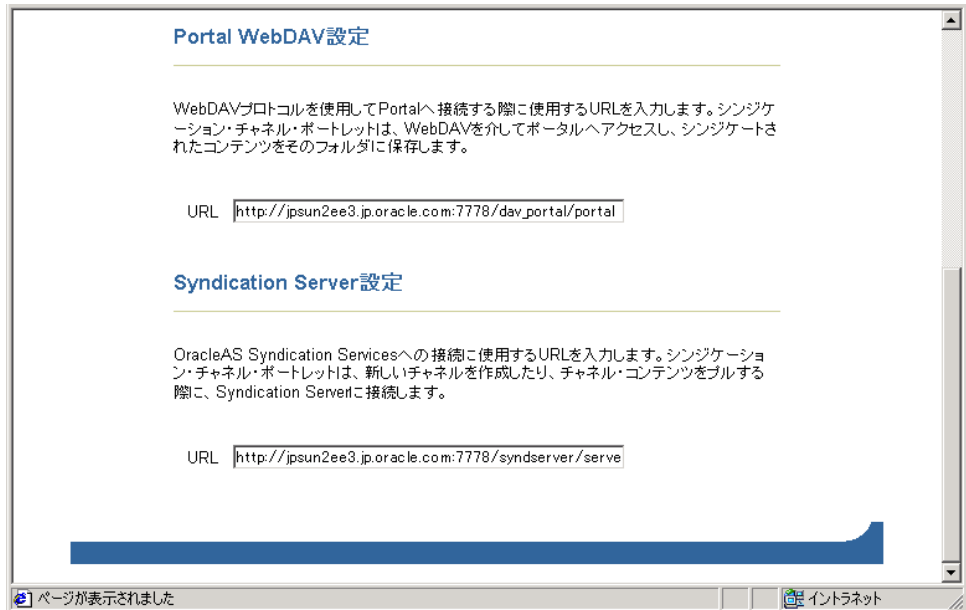 Portal WebDAV設定
WebDAVプロトコルを使用してPortalへ接続する際に使用するURLを入力します。シンジケ
ーション・チャネル・ポートレットは、WebDAVを介してポータルへアクセスし、シンジケートさ
れたコンテンツをそのフォルダに保存します。
URL http://jpsun2ee3.jp.oracle.com:7778/dav_portal/portal
Syndication Server設定
OracleAS Syndication Servicesへの接続に使用するURLを入力します。シンジケーショ
ン・チャネル・ポートレットは、新しいチャネルを作成したり、チャネル・コンテンツをプルする
際に、Syndication Serverに接続します。
URL http://jpsun2ee3.jp.oracle.com:7778/syndserver/serve
ページが表示されました イントラネット